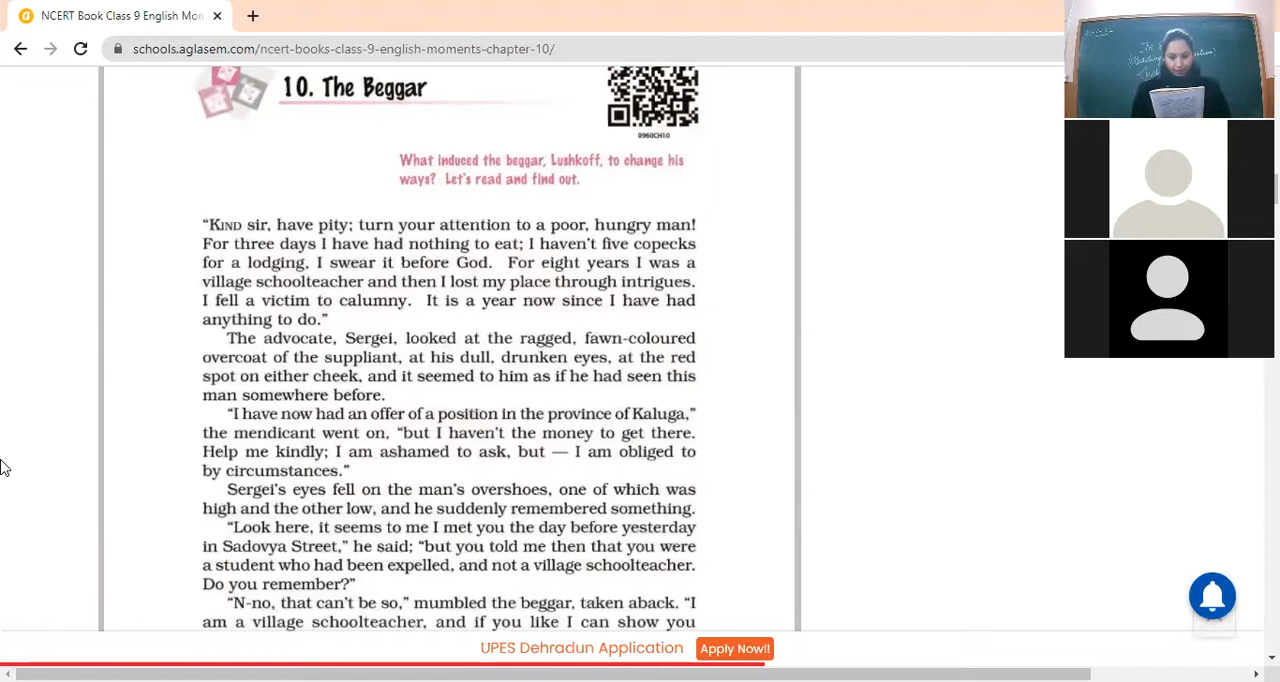 NCERT Book Class 9 English Mom
schools.aglasem.com/ncert-books-class-9-english-moments-chapter-10/
10. The Beggar
0960CH10
What induced the beggar, Lushkoff, to change his
ways? Let's read and find out.
“KIND sir, have pity; turn your attention to a poor, hungry man!
For three days I have had nothing to eat; I haven't five copecks
for a lodging, I swear it before God. For eight years I was a
village schoolteacher and then I lost my place through intrigues.
I fell a victim to calumny. It is a year now since I have had
anything to do.”
The advocate, Sergei, looked at the ragged, fawn-coloured
overcoat of the suppliant, at his dull, drunken eyes, at the red
spot on either cheek, and it seemed to him as if he had seen this
man somewhere before.
“I have now had an offer of a position in the province of Kaluga,”
the mendicant went on, “but I haven't the money to get there.
Help me kindly; I am ashamed to ask, but — I am obliged to
by circumstances.”
Sergei's eyes fell on the man's overshoes, one of which was
high and the other low, and he suddenly remembered something.
“Look here, it seems to me I met you the day before yesterday
in Sadovya Street,” he said; “but you told me then that you were
a student who had been expelled, and not a village schoolteacher.
Do you remember?”
“N-no, that can't be so,” mumbled the beggar, taken aback. “I
am a village schoolteacher, and if you like I can show you
UPES Dehradun Application Apply Now!!